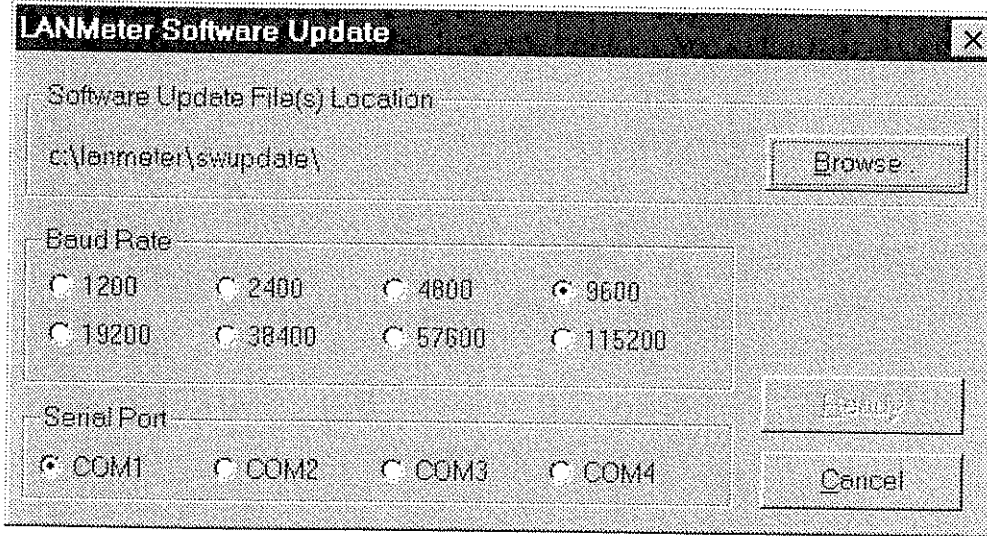 LANMeter Software Update
Software Update File(s) Location
c:\lanmeter\swupdate\
Browse..
Baud Rate
1200 2400 4800 9600
19200 38400 57600 115200
Serial Port
COM1 COM2 COM3 COM4
Cancel